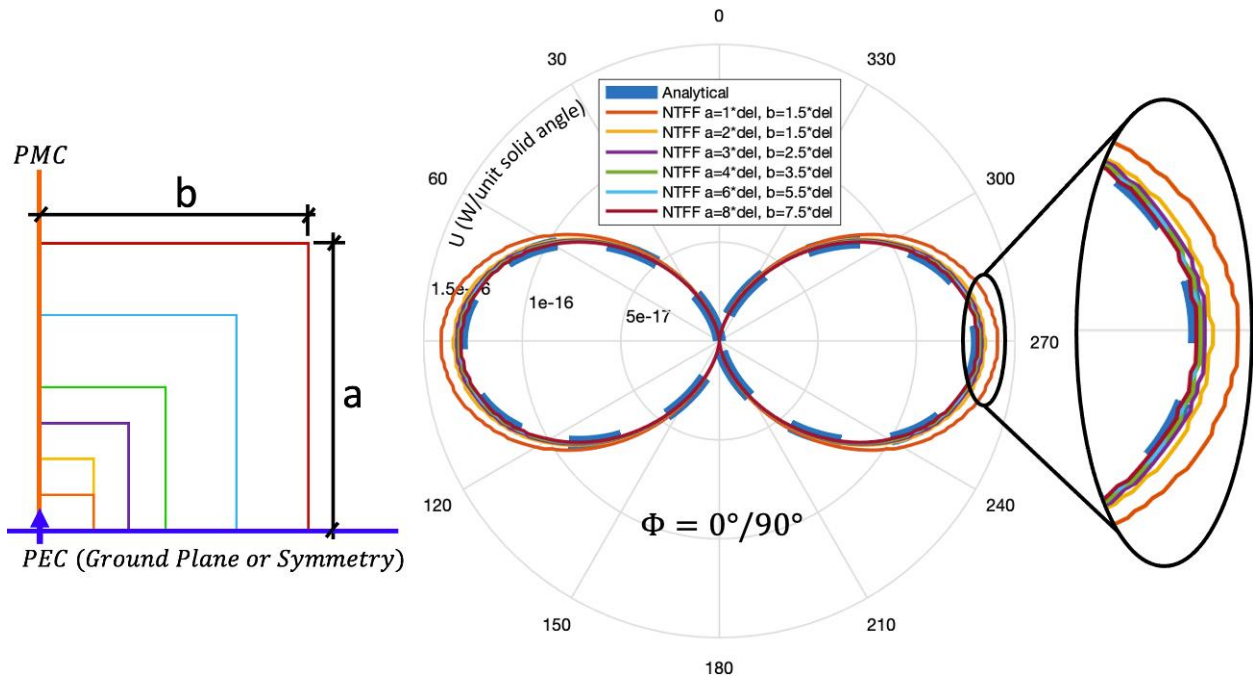 PMC
b
a
PEC (Ground Plane or Symmetry)
0
30
330
60
300
270
120
240
150
210
180
U (W/unit solid angle)
Analytical
NTFF a=1*del, b=1.5*del
NTFF a=2*del, b=1.5*del
NTFF a=3*del, b=2.5*del
NTFF a=4*del, b=3.5*del
NTFF a=6*del, b=5.5*del
NTFF a=8*del, b=7.5*del
1e-16
5e-17
Φ = 0°/90°